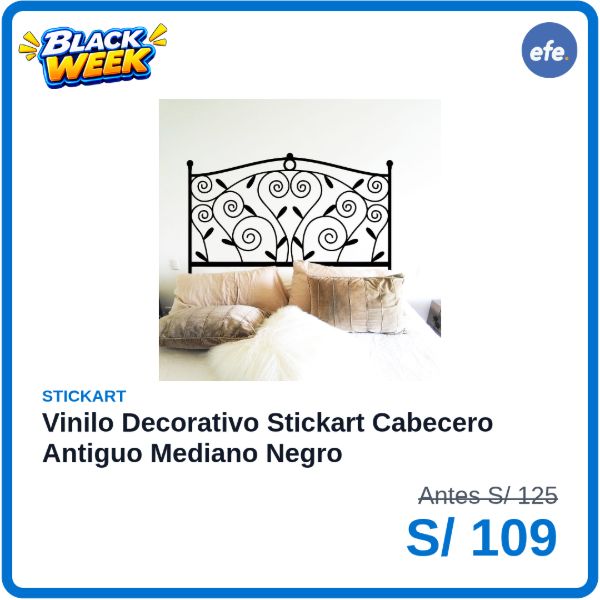 BLACK
WEEK
efe.
STICKART
Vinilo Decorativo Stickart Cabecero
Antiguo Mediano Negro
Antes S/ 125
S/ 109